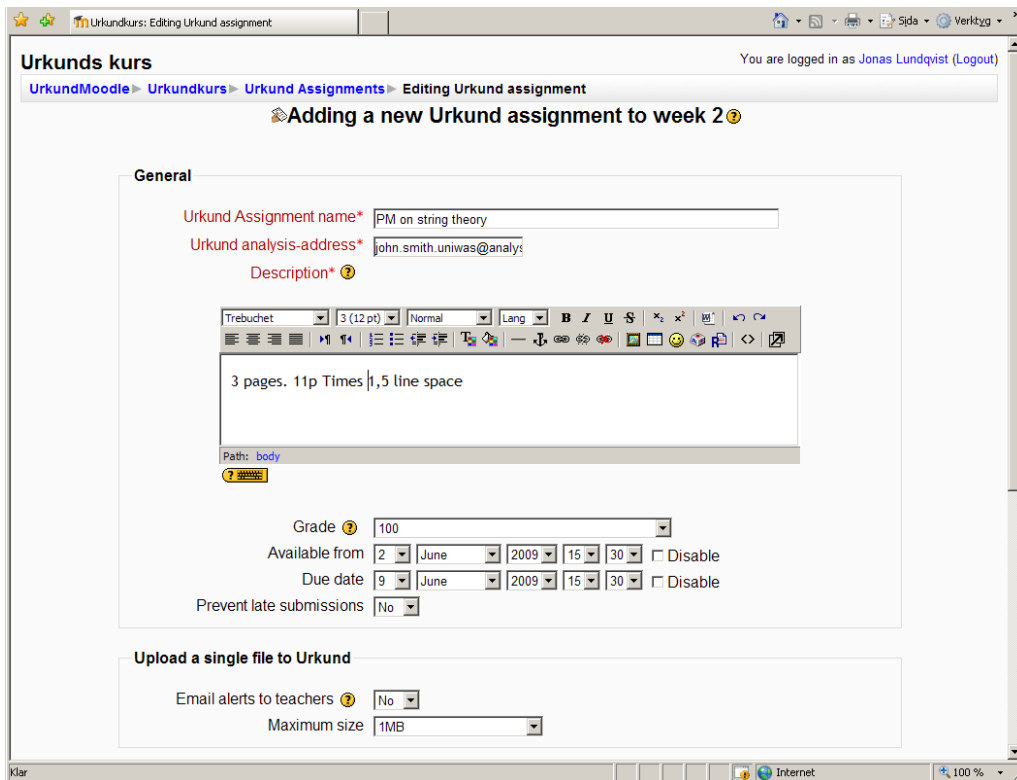 Urkundkurs: Editing Urkund assignment
Sida
Verktyg
Urkunds kurs
You are logged in as Jonas Lundqvist (Logout)
UrkundMoodle► Urkundkurs► Urkund Assignments► Editing Urkund assignment
Adding a new Urkund assignment to week 2
General
Urkund Assignment name* PM on string theory
Urkund analysis-address* john.smith.uniwas@analys
Description*
Trebuchet 3 (12 pt) Normal Lang B I U S x₂ x²
3 pages. 11p Times 1,5 line space
Path: body
Grade 100
Available from 2 June 2009 15 30 Disable
Due date 9 June 2009 15 30 Disable
Prevent late submissions No
Upload a single file to Urkund
Email alerts to teachers No
Maximum size 1MB
Klar
Internet
100 %